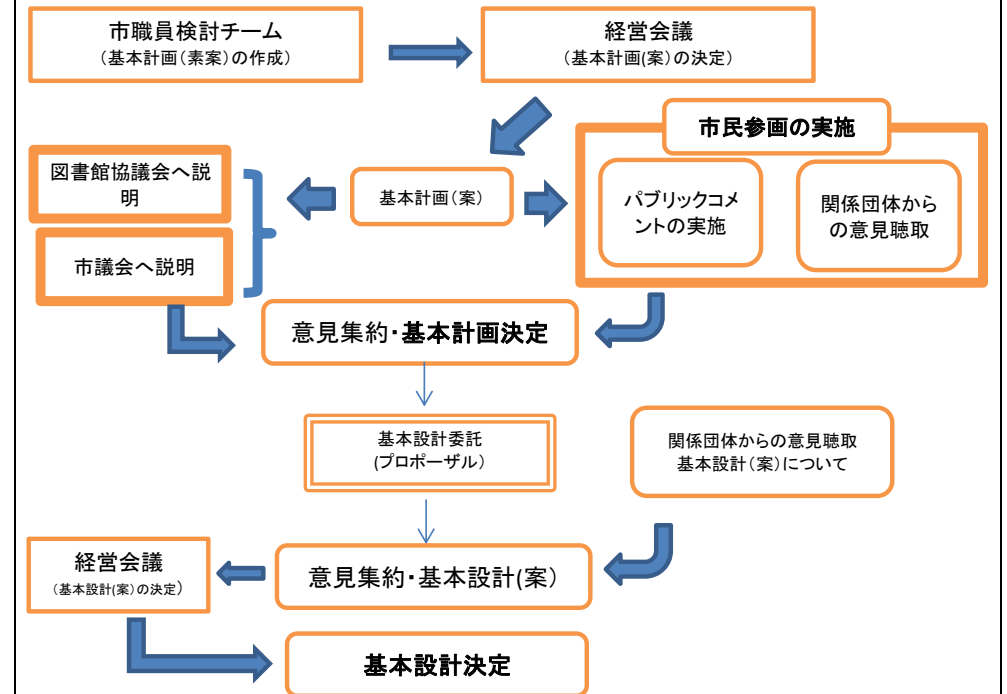 市職員検討チーム
（基本計画（素案）の作成）
経営会議
（基本計画(案）の決定）
市民参画の実施
図書館協議会へ説
明
基本計画（案）
パブリックコメ
ントの実施
関係団体から
の意見聴取
市議会へ説明
意見集約・基本計画決定
基本設計委託
(プロポーザル）
関係団体からの意見聴取
基本設計（案）について
経営会議
（基本設計(案）の決定）
意見集約・基本設計(案）
基本設計決定